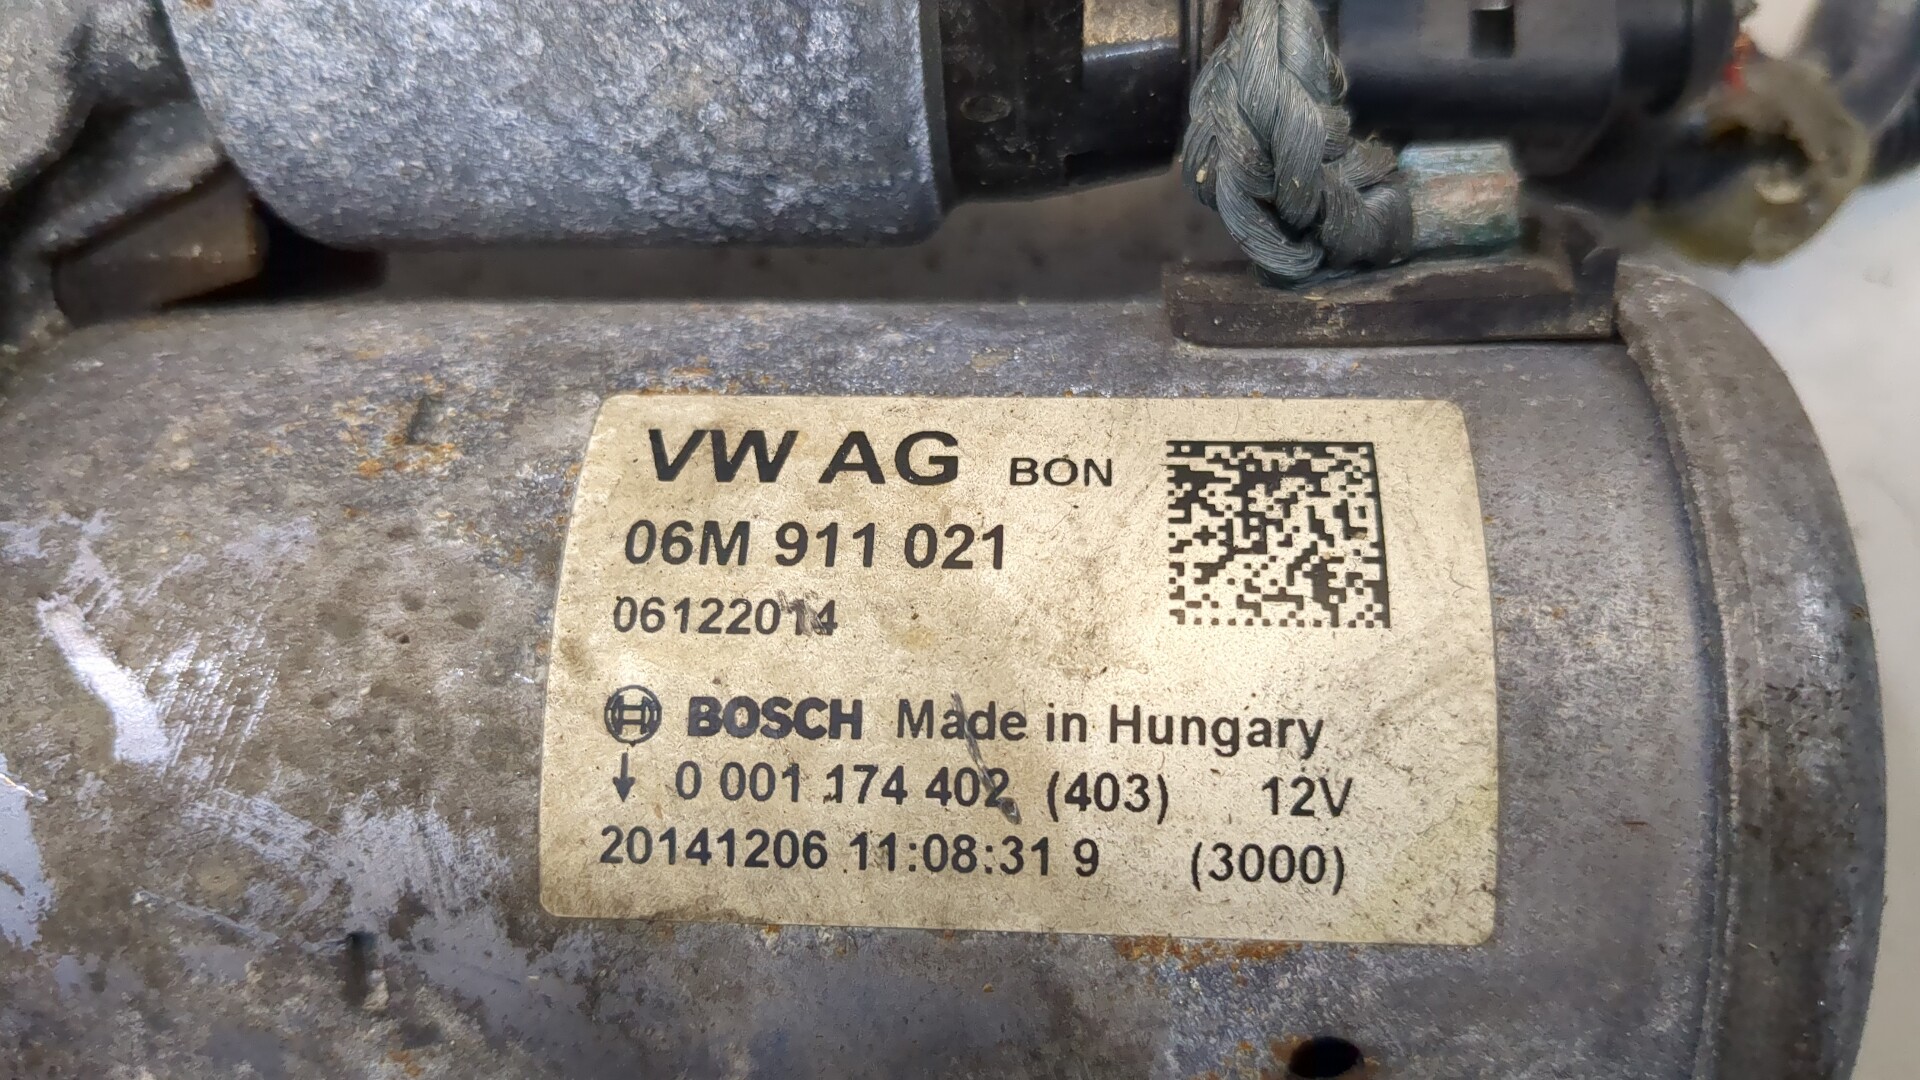 VW AG BON
06M 911 021
06122014
BOSCH Made in Hungary
0 001 174 402 (403) 12V
20141206 11:08:31 9 (3000)